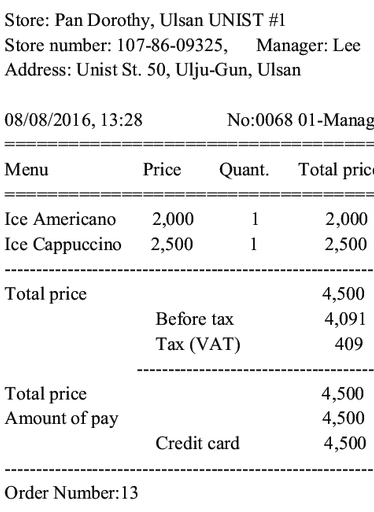 Store: Pan Dorothy, Ulsan UNIST #1
Store number: 107-86-09325, Manager: Lee
Address: Unist St. 50, Ulju-Gun, Ulsan
08/08/2016, 13:28 No:0068 01-Manag
========================================
Menu Price Quant. Total price
========================================
Ice Americano 2,000 1 2,000
Ice Cappuccino 2,500 1 2,500
----------------------------------------
Total price 4,500
Before tax 4,091
Tax (VAT) 409
----------------------------------------
Total price 4,500
Amount of pay 4,500
Credit card 4,500
----------------------------------------
Order Number:13